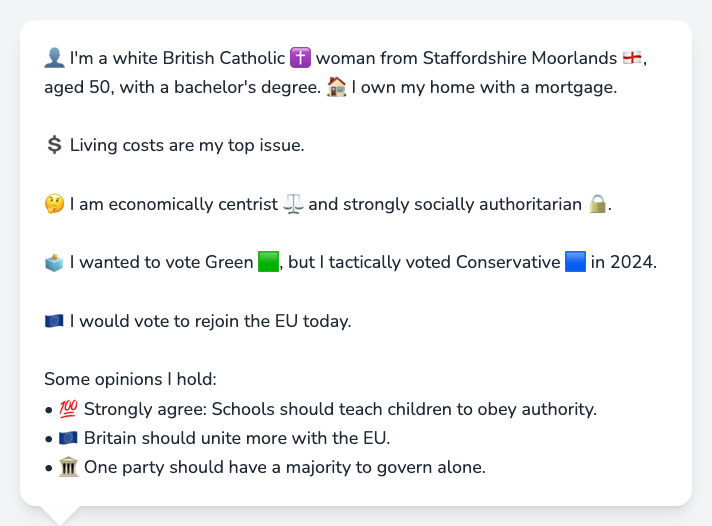 👤 I'm a white British Catholic ✝️ woman from Staffordshire Moorlands 🏴󠁧󠁢󠁥󠁮󠁧󠁿,
aged 50, with a bachelor's degree. 🏠 I own my home with a mortgage.
💲 Living costs are my top issue.
🤔 I am economically centrist ⚖️ and strongly socially authoritarian 🔒.
🗳️ I wanted to vote Green 🟩, but I tactically voted Conservative 🟦 in 2024.
🇪🇺 I would vote to rejoin the EU today.
Some opinions I hold:
• 💯 Strongly agree: Schools should teach children to obey authority.
• 🇪🇺 Britain should unite more with the EU.
• 🏛️ One party should have a majority to govern alone.